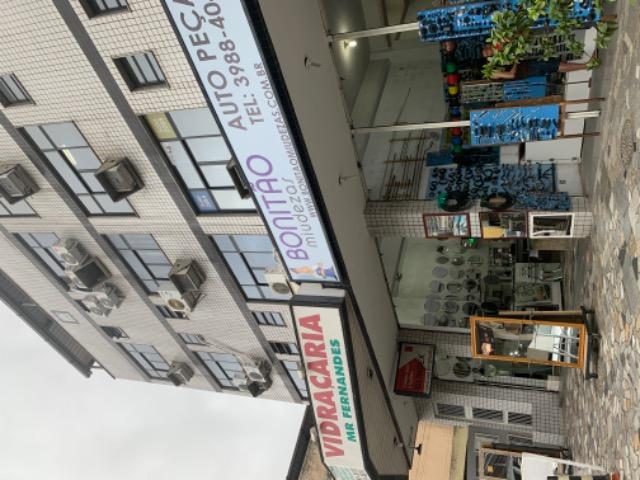 BONITÃO
miudezas
AUTO PEÇA
TEL: 3988-40
WWW.BONITAOMIUDEZAS.COM.BR
VIDRAÇARIA
MR FERNANDES